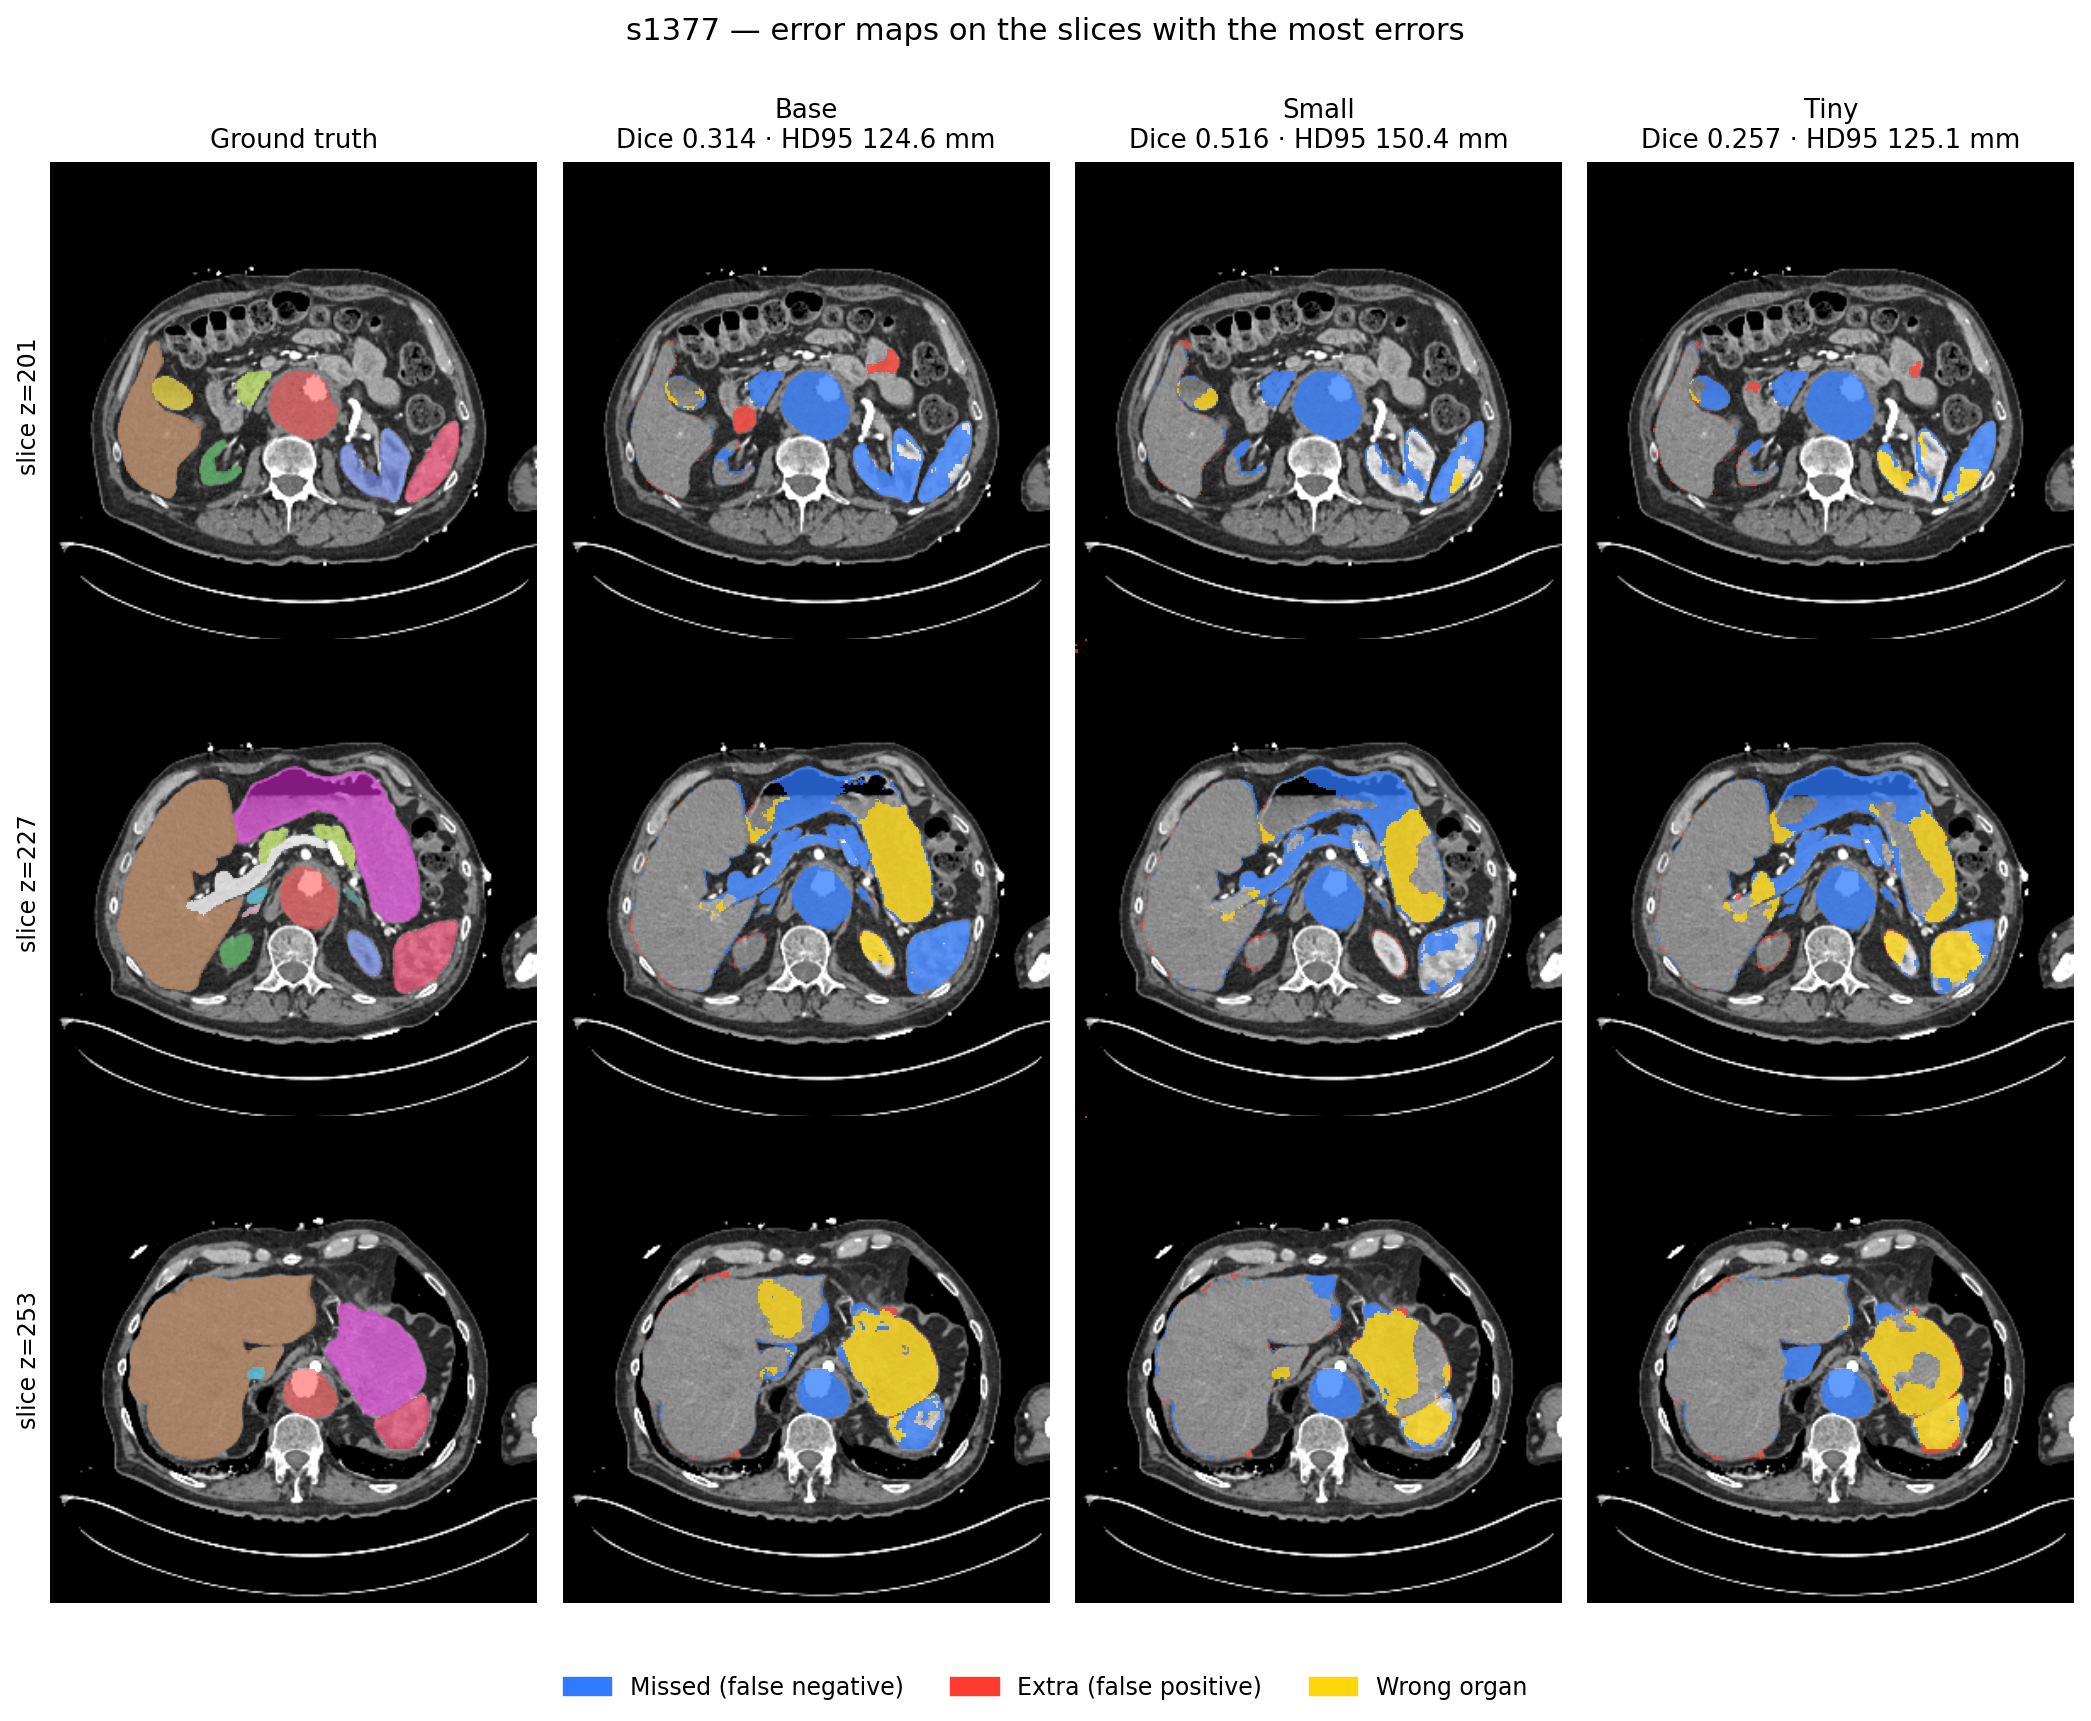 s1377 — error maps on the slices with the most errors
Ground truth
Base
Dice 0.314 · HD95 124.6 mm
Small
Dice 0.516 · HD95 150.4 mm
Tiny
Dice 0.257 · HD95 125.1 mm
slice z=201
slice z=227
slice z=253
Missed (false negative)
Extra (false positive)
Wrong organ